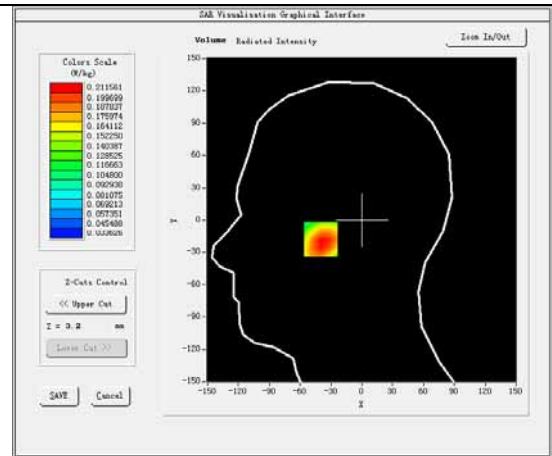 SAR Visualisation Graphical Interface
Volume Radiated Intensity
Zoom In/Out
Colors Scale
(W/kg)
0.211561
0.199699
0.187837
0.175974
0.164112
0.152250
0.140387
0.128525
0.116663
0.104800
0.092938
0.081075
0.069213
0.057351
0.045488
0.033626
Z-Cuts Control
<< Upper Cut
Z = 3.2 mm
Lower Cut >>
SAVE
Cancel
150
120
90
60
30
0
-30
-60
-90
-120
-150
Y
-150 -120 -90 -60 -30 0 30 60 90 120 150
X